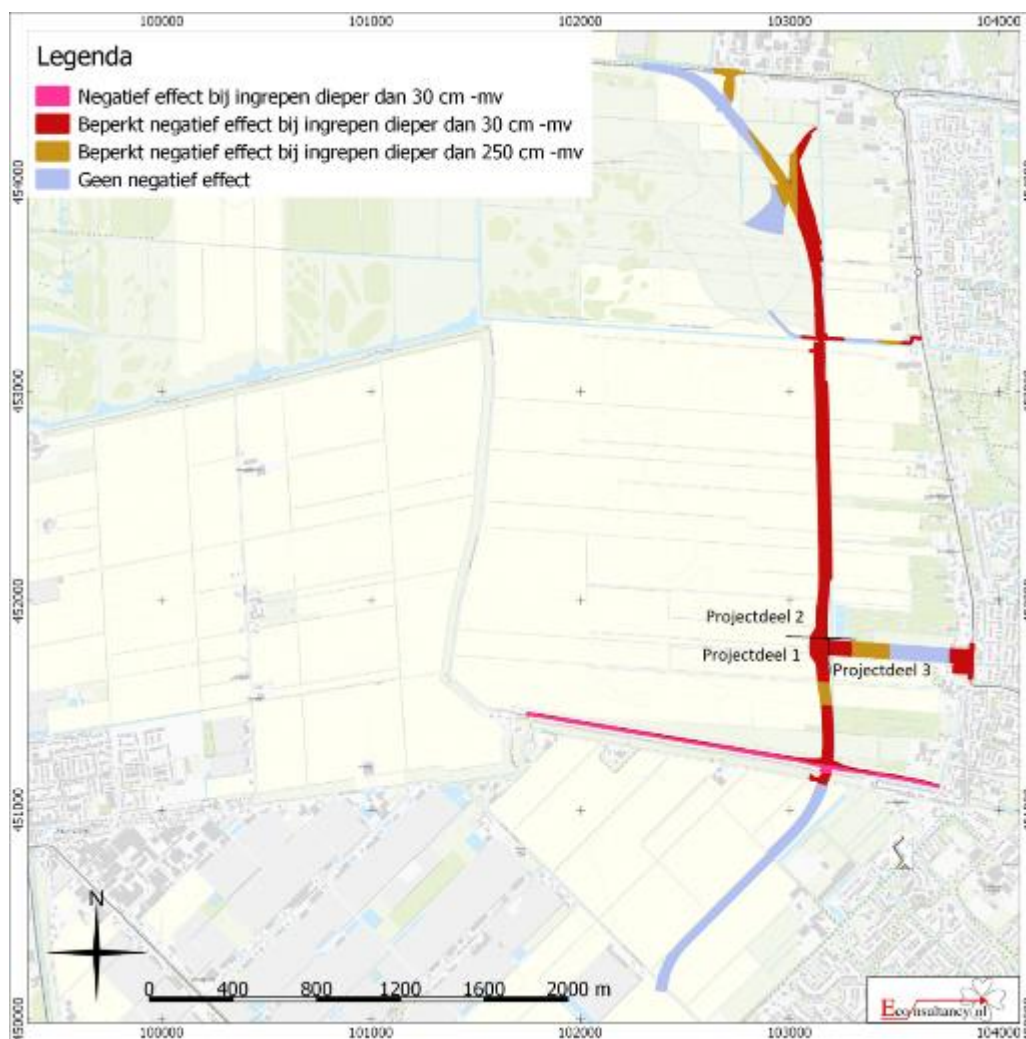 100000 101000 102000 103000 104000
Legenda
Negatief effect bij ingrepen dieper dan 30 cm -mv
Beperkt negatief effect bij ingrepen dieper dan 30 cm -mv
Beperkt negatief effect bij ingrepen dieper dan 250 cm -mv
Geen negatief effect
454000
453000
452000
Projectdeel 2
Projectdeel 1
Projectdeel 3
451000
N
0 400 800 1200 1600 2000 m
Econsultancy.nl
450000
100000 101000 102000 103000 104000